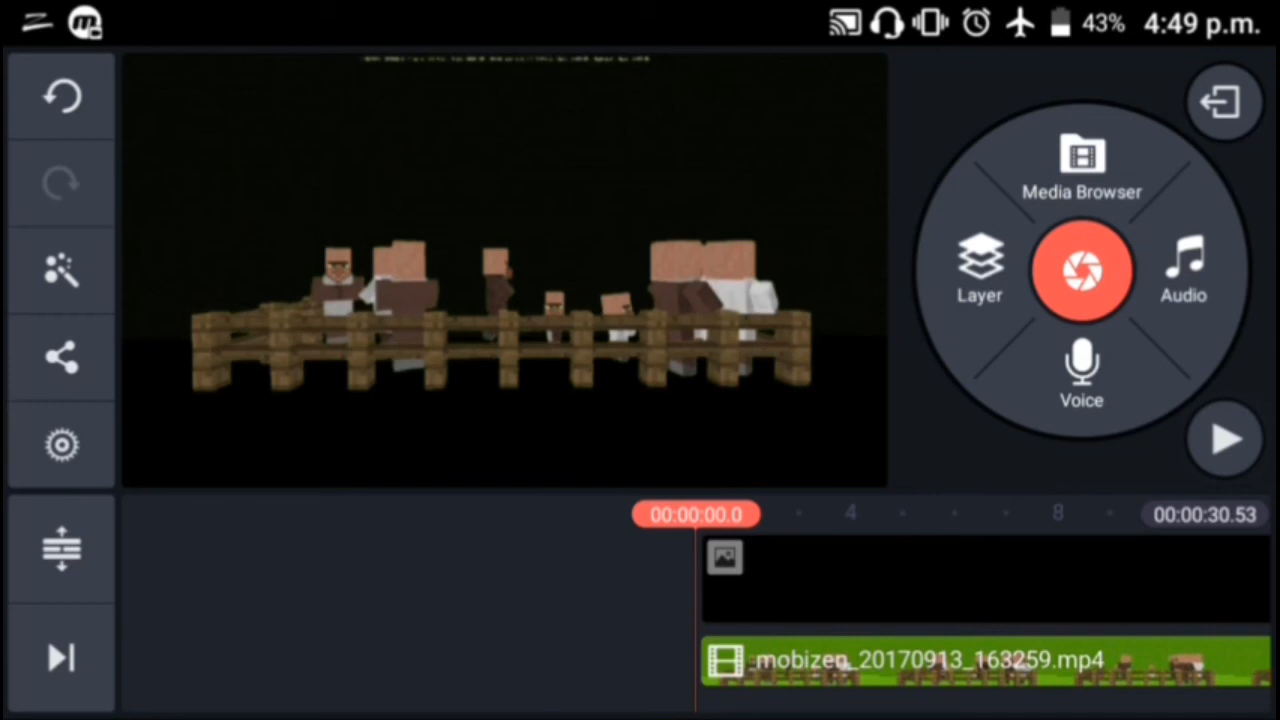 43% 4:49 p.m.
Media Browser
Layer
Audio
Voice
00:00:00.0
4
8
00:00:30.53
mobizen_20170913_163259.mp4